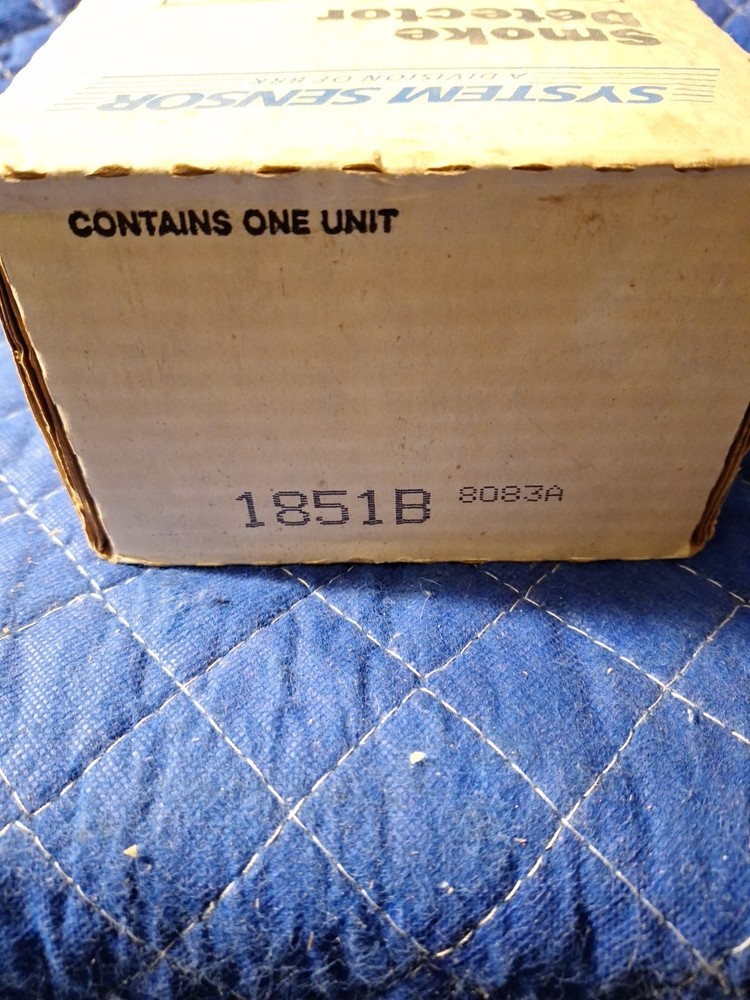 Smoke
Detector
SYSTEM SENSOR
A DIVISION OF BRK
CONTAINS ONE UNIT
1851B 8083A